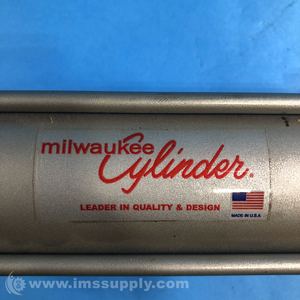 milwaukee
Cylinder®
LEADER IN QUALITY & DESIGN
MADE IN U.S.A
© www.imssupply.com